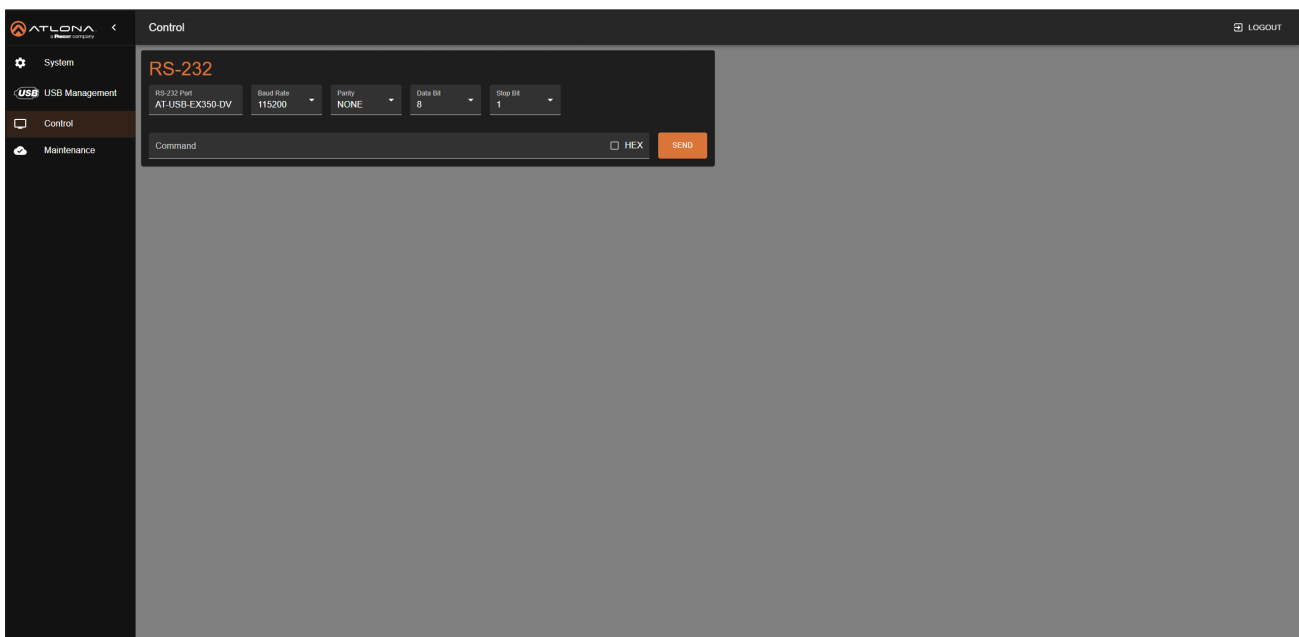 ATLONA
a Panduit company
Control
LOGOUT
System
USB USB Management
Control
Maintenance
RS-232
RS-232 Port
AT-USB-EX350-DV
Baud Rate
115200
Parity
NONE
Data Bit
8
Stop Bit
1
Command
HEX
SEND